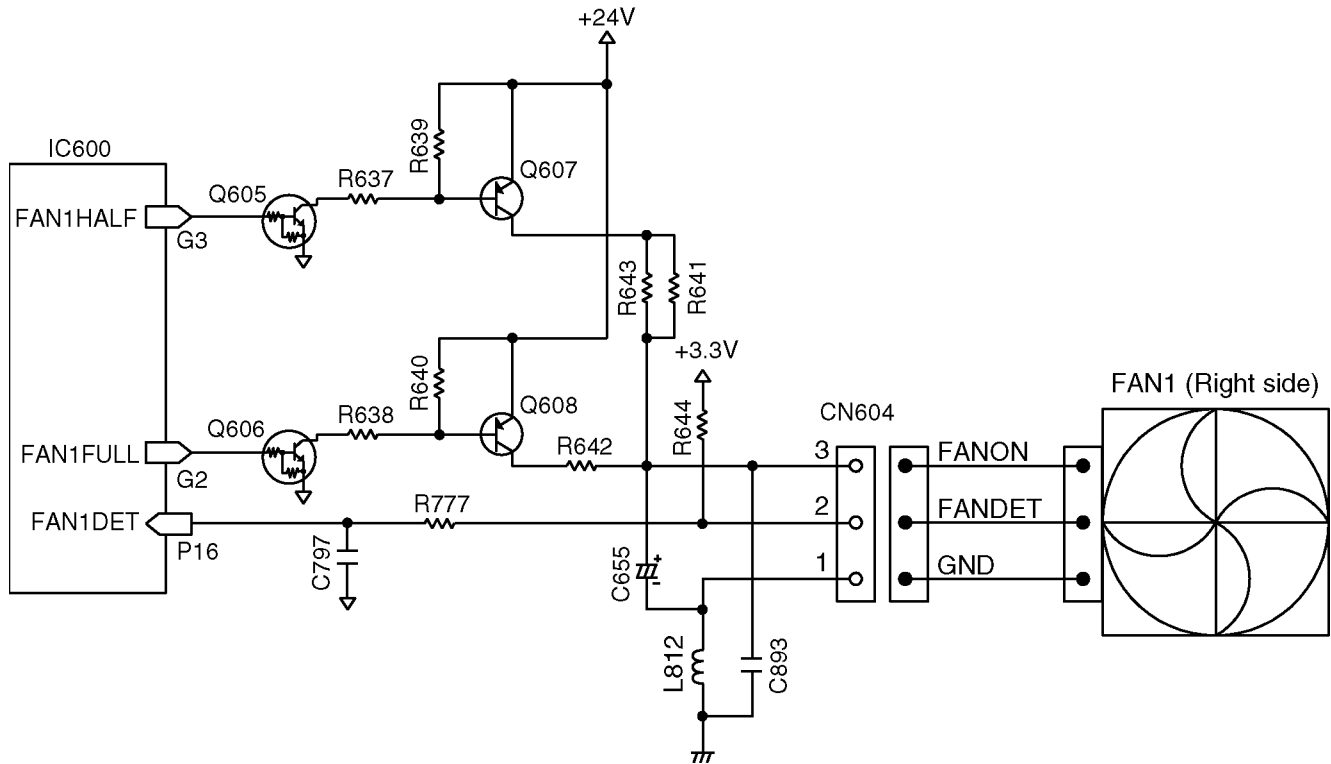 +24V
IC600
R639
Q605
R637
Q607
FAN1HALF
G3
R643
R641
+3.3V
R640
FAN1 (Right side)
Q606
R638
Q608
R644
CN604
FAN1FULL
R642
3
FANON
G2
FAN1DET
R777
2
FANDET
P16
C797
C655
+
-
1
GND
L812
C893